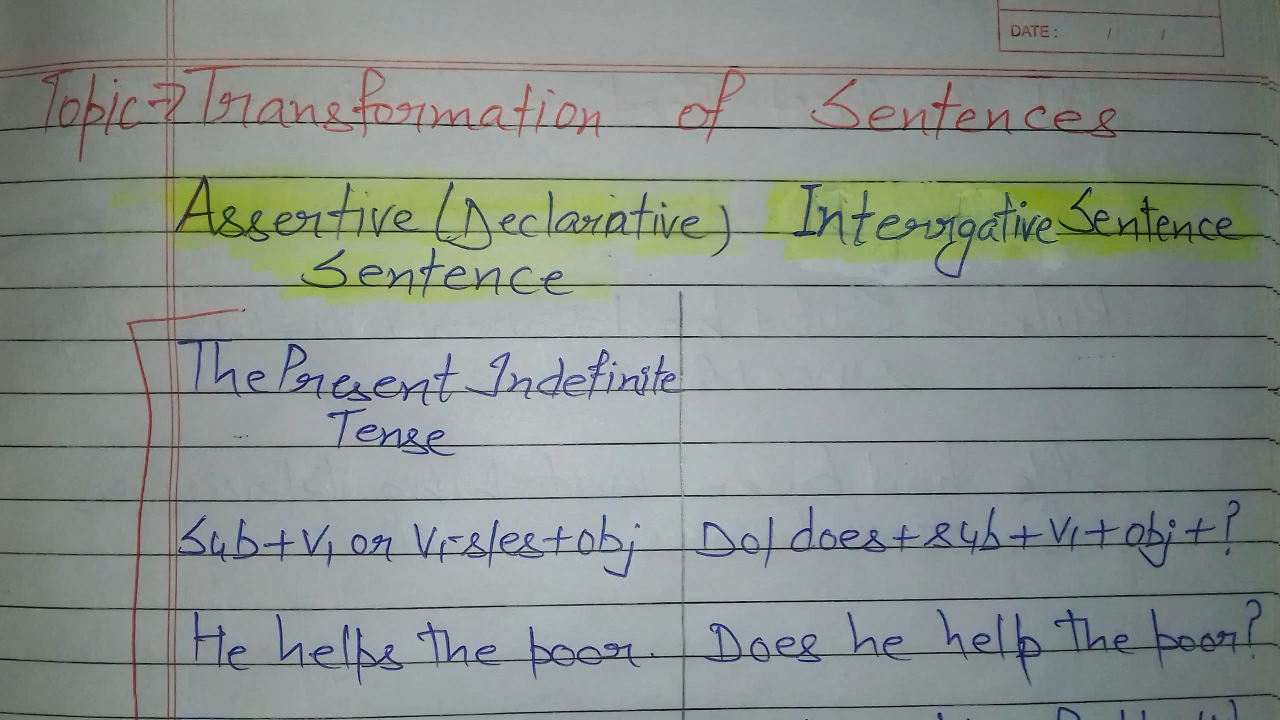 DATE: / /
Topic → Transformation of Sentences
Assertive (Declarative) Interrgative Sentence
Sentence
The Present Indefinite
Tense
Sub+V1 or V1-s/es+obj Do/does+sub+V1+obj+?
He helps the poor. Does he help the poor?